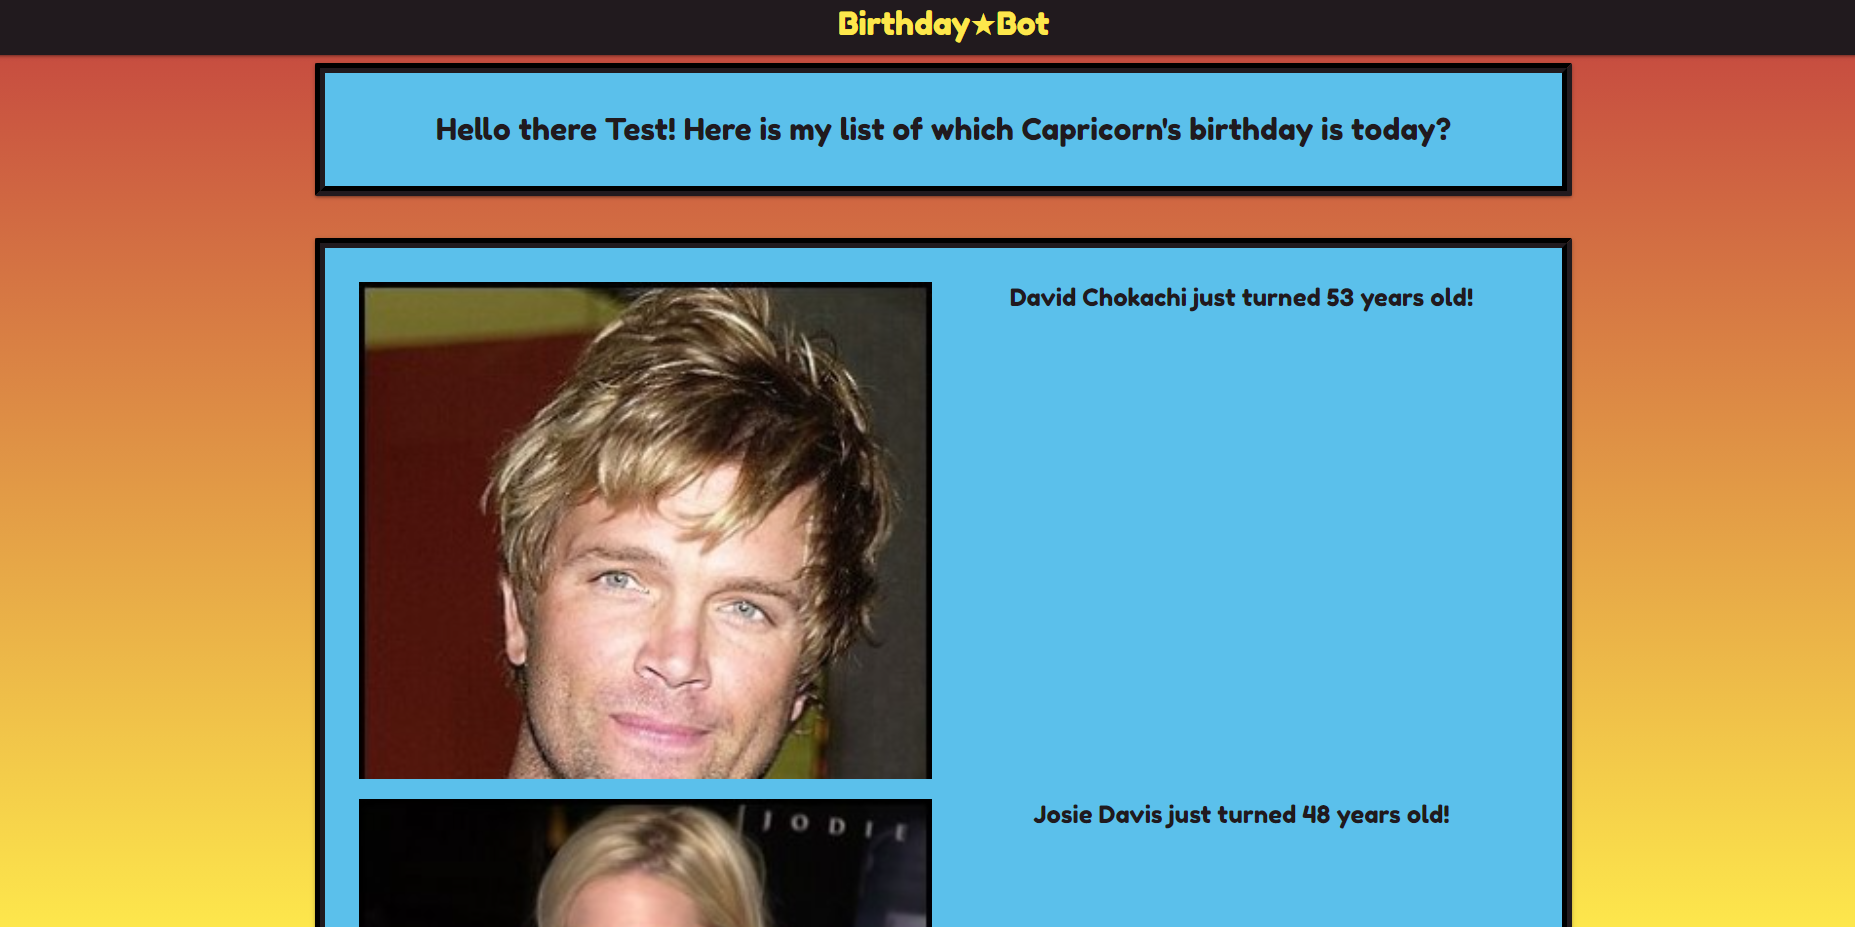 Birthday★Bot
Hello there Test! Here is my list of which Capricorn's birthday is today?
David Chokachi just turned 53 years old!
JODIE
Josie Davis just turned 48 years old!